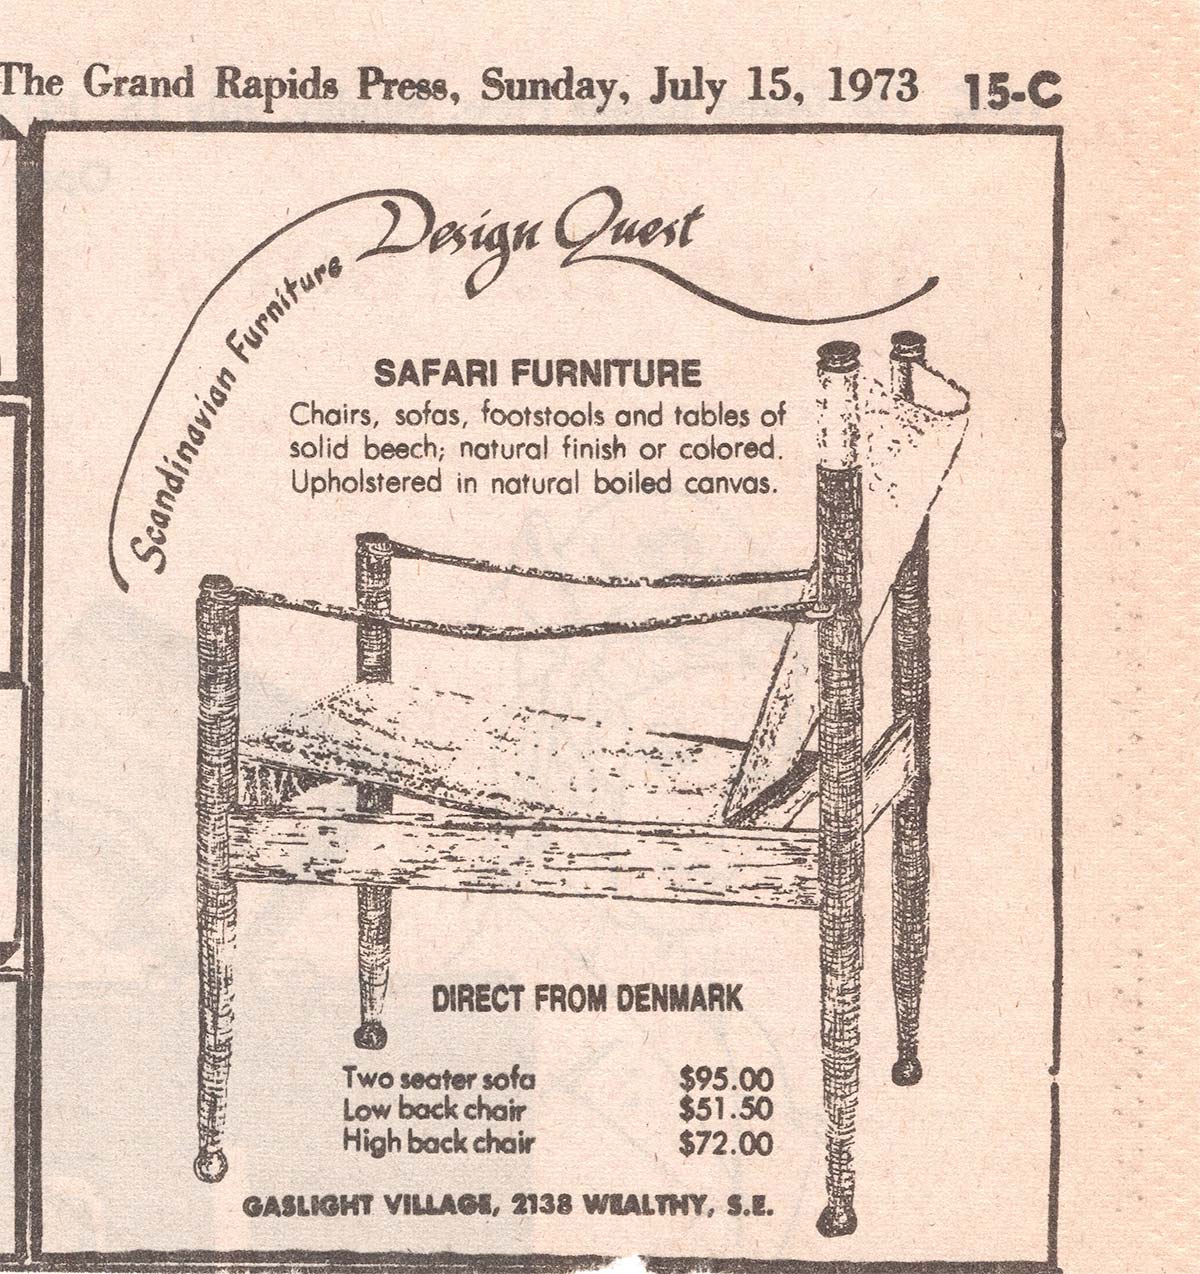 The Grand Rapids Press, Sunday, July 15, 1973 15-C
Design Quest
Scandinavian Furniture
SAFARI FURNITURE
Chairs, sofas, footstools and tables of
solid beech; natural finish or colored.
Upholstered in natural boiled canvas.
DIRECT FROM DENMARK
Two seater sofa $95.00
Low back chair $51.50
High back chair $72.00
GASLIGHT VILLAGE, 2138 WEALTHY, S.E.